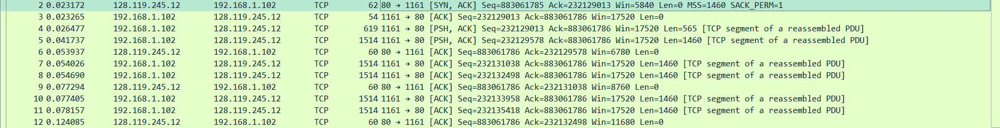 2 0.023172 128.119.245.12 192.168.1.102 TCP 62 80 → 1161 [SYN, ACK] Seq=883061785 Ack=232129013 Win=5840 Len=0 MSS=1460 SACK_PERM=1
3 0.023265 192.168.1.102 128.119.245.12 TCP 54 1161 → 80 [ACK] Seq=232129013 Ack=883061786 Win=17520 Len=0
4 0.026477 192.168.1.102 128.119.245.12 TCP 619 1161 → 80 [PSH, ACK] Seq=232129013 Ack=883061786 Win=17520 Len=565 [TCP segment of a reassembled PDU]
5 0.041737 192.168.1.102 128.119.245.12 TCP 1514 1161 → 80 [PSH, ACK] Seq=232129578 Ack=883061786 Win=17520 Len=1460 [TCP segment of a reassembled PDU]
6 0.053937 128.119.245.12 192.168.1.102 TCP 60 80 → 1161 [ACK] Seq=883061786 Ack=232129578 Win=6780 Len=0
7 0.054026 192.168.1.102 128.119.245.12 TCP 1514 1161 → 80 [ACK] Seq=232131038 Ack=883061786 Win=17520 Len=1460 [TCP segment of a reassembled PDU]
8 0.054690 192.168.1.102 128.119.245.12 TCP 1514 1161 → 80 [ACK] Seq=232132498 Ack=883061786 Win=17520 Len=1460 [TCP segment of a reassembled PDU]
9 0.077294 128.119.245.12 192.168.1.102 TCP 60 80 → 1161 [ACK] Seq=883061786 Ack=232131038 Win=8760 Len=0
10 0.077405 192.168.1.102 128.119.245.12 TCP 1514 1161 → 80 [ACK] Seq=232133958 Ack=883061786 Win=17520 Len=1460 [TCP segment of a reassembled PDU]
11 0.078157 192.168.1.102 128.119.245.12 TCP 1514 1161 → 80 [ACK] Seq=232135418 Ack=883061786 Win=17520 Len=1460 [TCP segment of a reassembled PDU]
12 0.124085 128.119.245.12 192.168.1.102 TCP 60 80 → 1161 [ACK] Seq=883061786 Ack=232132498 Win=11680 Len=0